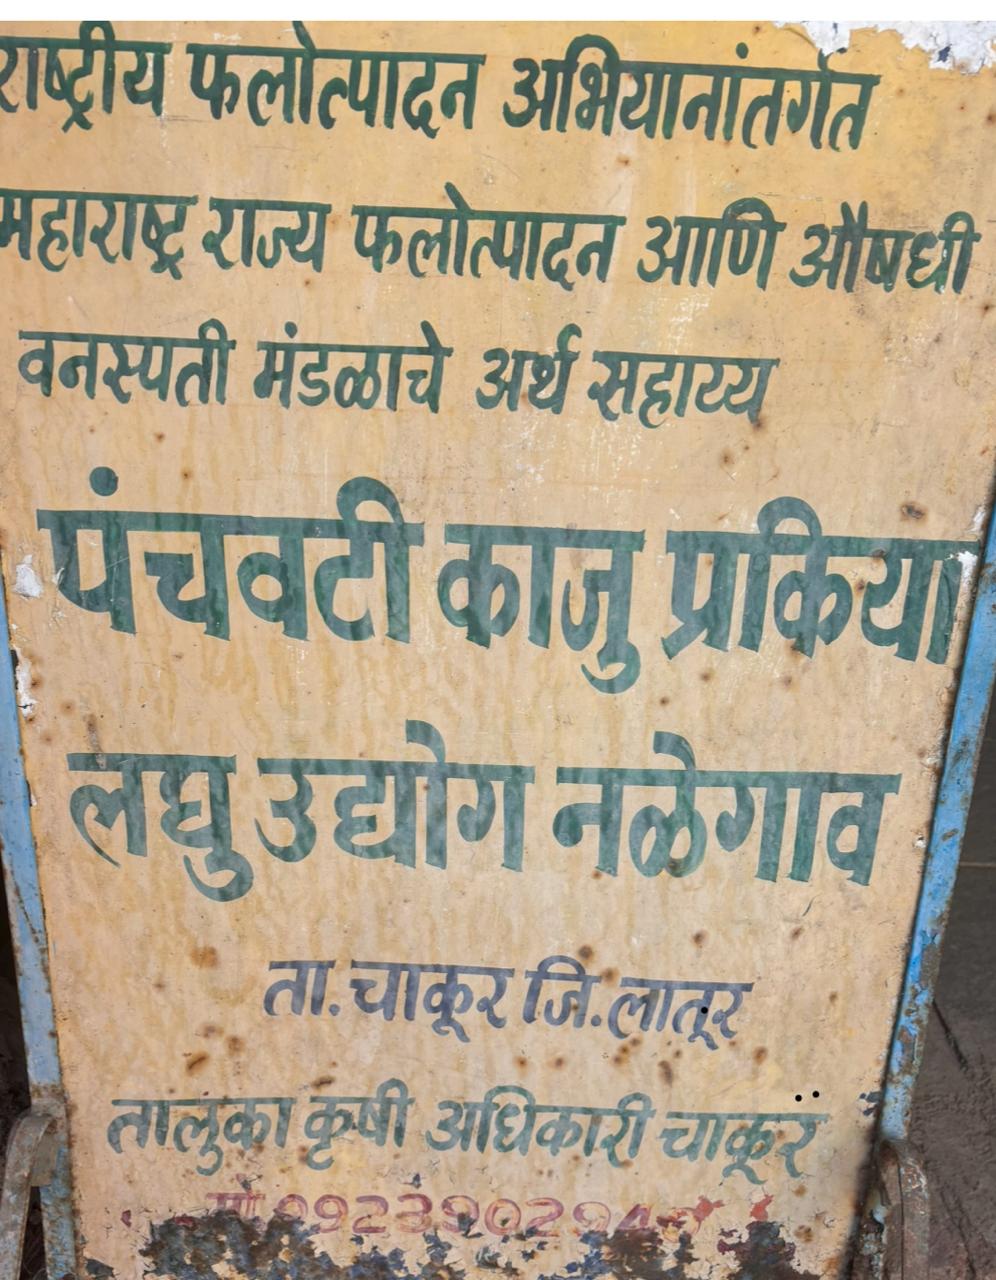 राष्ट्रीय फलोत्पादन अभियानांतर्गत
महाराष्ट्र राज्य फलोत्पादन आणि औषधी
वनस्पती मंडळाचे अर्थ सहाय्य
पंचवटी काजु प्रकिया
लघु उद्योग नळेगाव
ता. चाकूर जि. लातूर
तालुका कृषी अधिकारी चाकूर